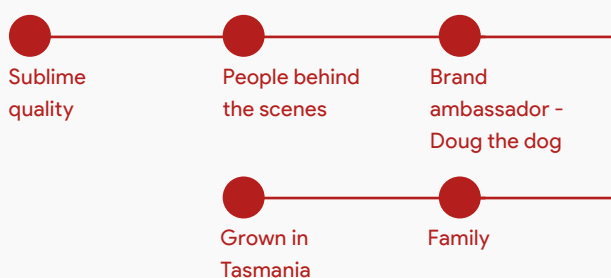 Sublime
quality
People behind
the scenes
Brand
ambassador -
Doug the dog
Grown in
Tasmania
Family